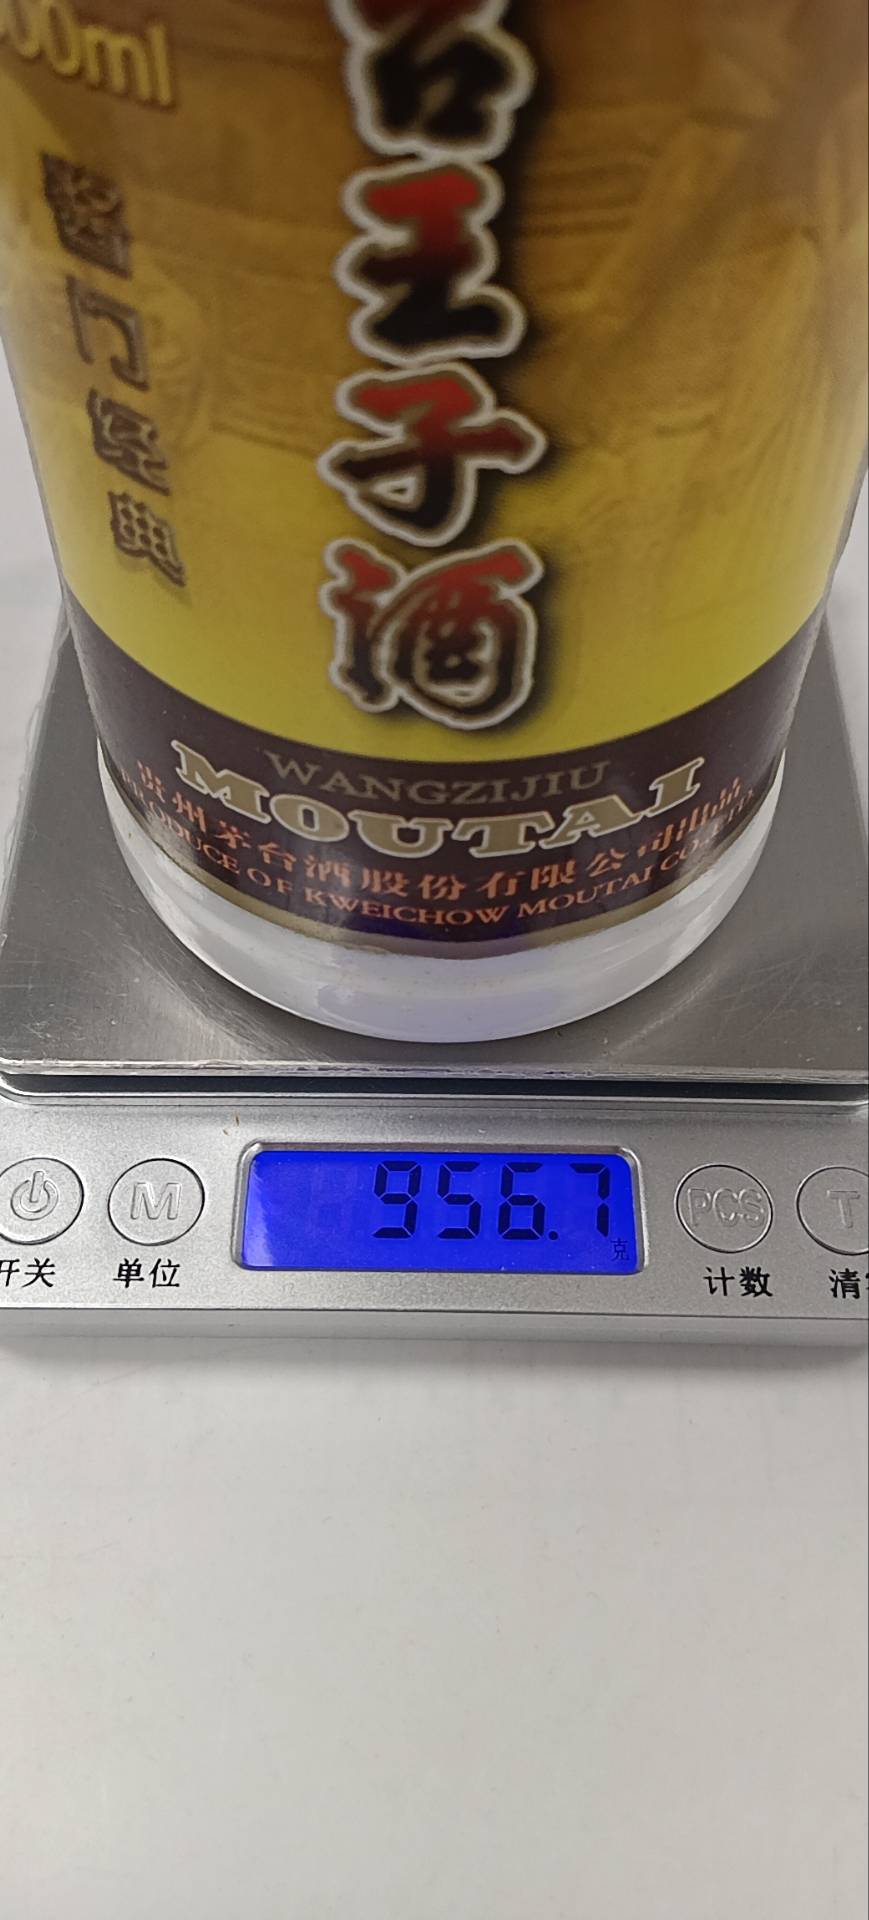 00ml
台王子酒
酱门经典
WANGZIJIU
MOUTAI
贵州茅台酒股份有限公司出品
PRODUCE OF KWEICHOW MOUTAI CO., LTD.
956.7
克
M
PCS
T
开关
单位
计数
清